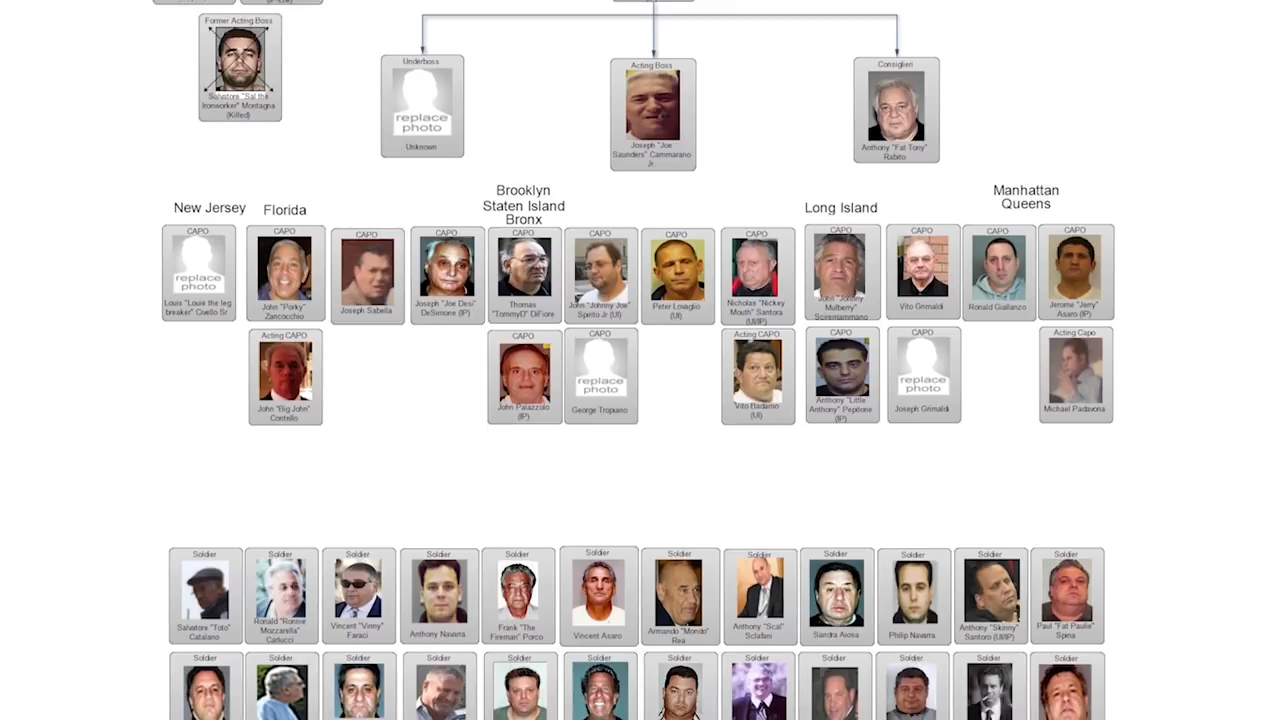 Former Acting Boss
Salvatore "Sal the
Ironworker" Montagna
(Killed)
Underboss
replace
photo
Unknown
Acting Boss
Joseph "Joe
Saunders" Cammarano
Jr.
Consiglieri
Anthony "Fat Tony"
Rabito
New Jersey
Florida
Brooklyn
Staten Island
Bronx
Long Island
Manhattan
Queens
CAPO
replace
photo
Louis "Louie the leg
breaker" Civello Sr
CAPO
John "Porky"
Zancocchio
CAPO
Joseph Sabella
CAPO
Joseph "Joe Desi"
DeSimone (IP)
CAPO
Thomas
"TommyD" DiFiore
CAPO
John "Johnny Joe"
Spirito Jr (UI)
CAPO
Peter Lovaglio
(UI)
CAPO
Nicholas "Nickey
Mouth" Santora
(UI/IP)
CAPO
John "Johnny
Mulberry"
Sciremammano
CAPO
Vito Grimaldi
CAPO
Ronald Giallanzo
CAPO
Jerome "Jerry"
Asaro (IP)
Acting CAPO
John "Big John"
Contello
CAPO
John Palazzolo
(IP)
CAPO
replace
photo
George Tropiano
Acting CAPO
Vito Badamo
(UI)
CAPO
Anthony "Little
Anthony" Pipitone
(IP)
CAPO
replace
photo
Joseph Grimaldi
Acting Capo
Michael Padavona
Soldier
Salvatore "Toto"
Catalano
Soldier
Ronald "Ronnie
Mozzarella"
Carlucci
Soldier
Vincent "Vinny"
Faraci
Soldier
Anthony Navarra
Soldier
Frank "The
Fireman" Porco
Soldier
Vincent Asaro
Soldier
Armando "Mondo"
Rea
Soldier
Anthony "Scal"
Sclafani
Soldier
Sandra Aiosa
Soldier
Philip Navarra
Soldier
Anthony "Skinny"
Santoro (UI/IP)
Soldier
Paul "Fat Paulie"
Spina
Soldier
Soldier
Soldier
Soldier
Soldier
Soldier
Soldier
Soldier
Soldier
Soldier
Soldier
Soldier